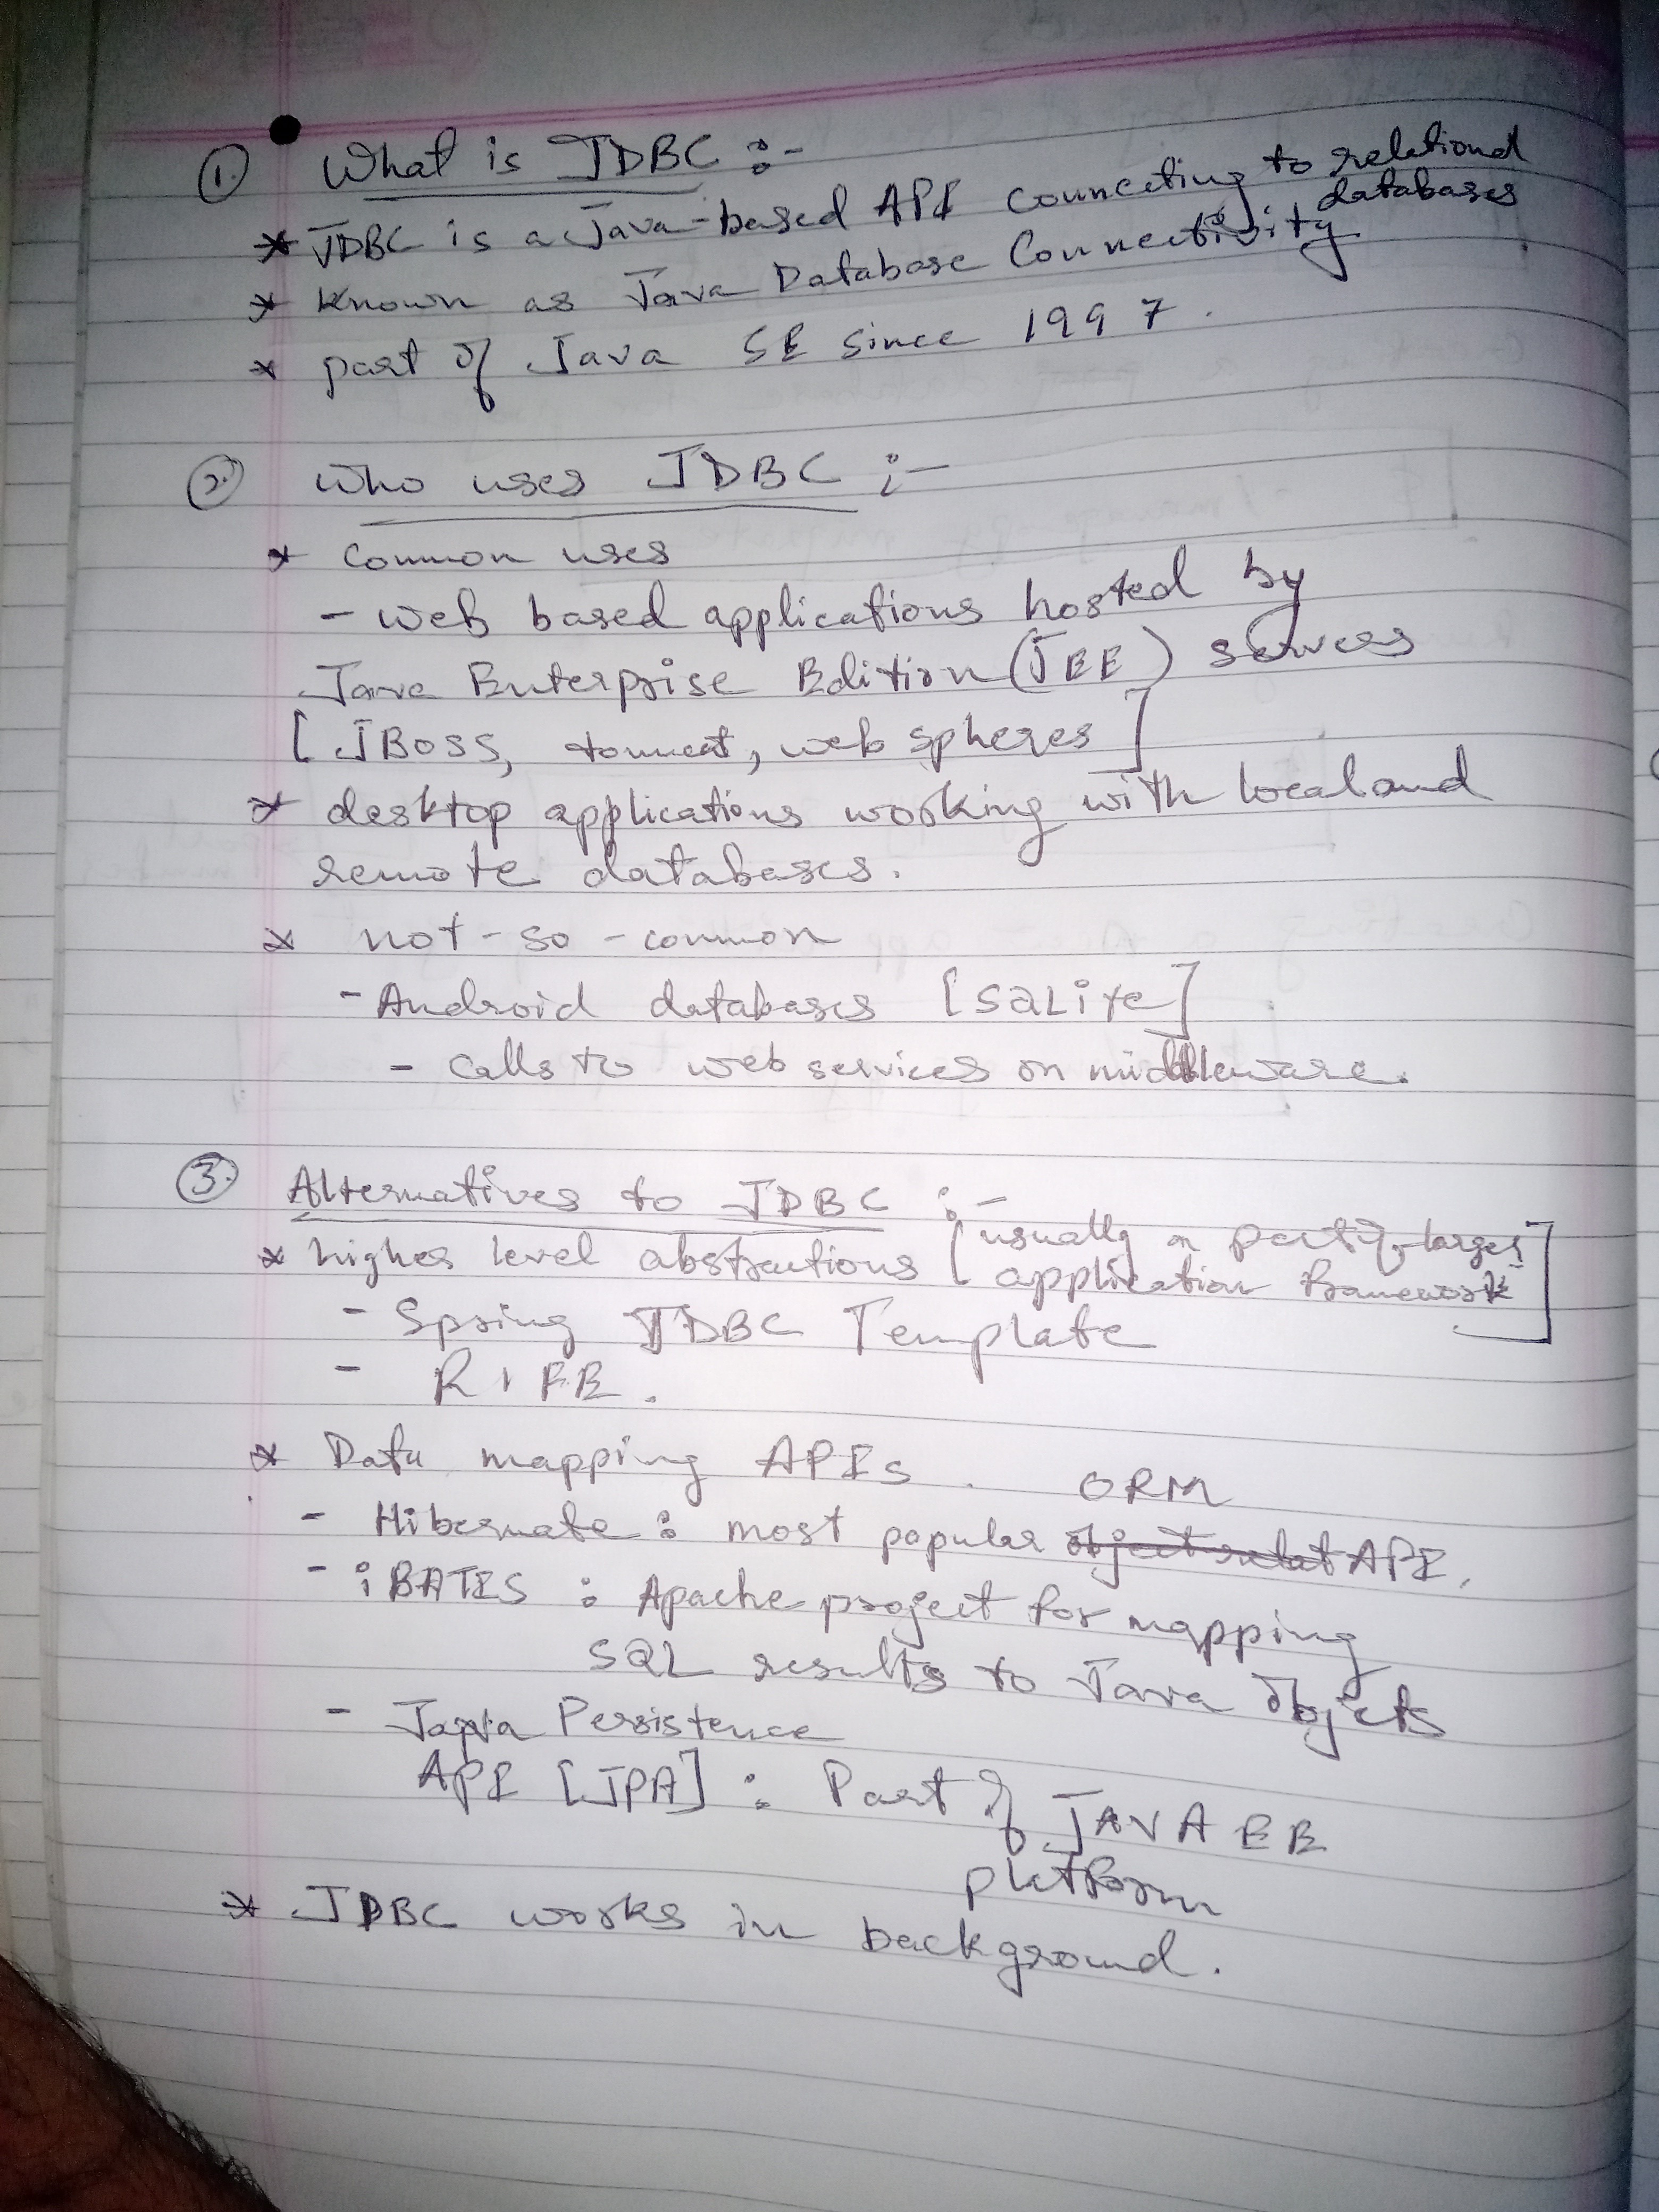 ① What is JDBC :-
* JDBC is a Java-based API connecting to relational databases
* Known as Java Database Connectivity.
* part of Java SE since 1997.
② Who uses JDBC :-
* Common uses
- web based applications hosted by
Java Enterprise Edition (JEE) servers
[JBoss, tomcat, web spheres]
* desktop applications working with local and
remote databases.
* not-so-common
- Android databases [SQLite]
- calls to web services on middleware.
③ Alternatives to JDBC :-
* higher level abstractions [usually part of larger
application framework]
- Spring JDBC Template
- RIFE.
* Data mapping APIs.
- Hibernate : most popular ORM API.
- iBATIS : Apache project for mapping
SQL results to Java Objects
- Java Persistence
API [JPA] : Part of JAVA EE
platform
* JDBC works in background.